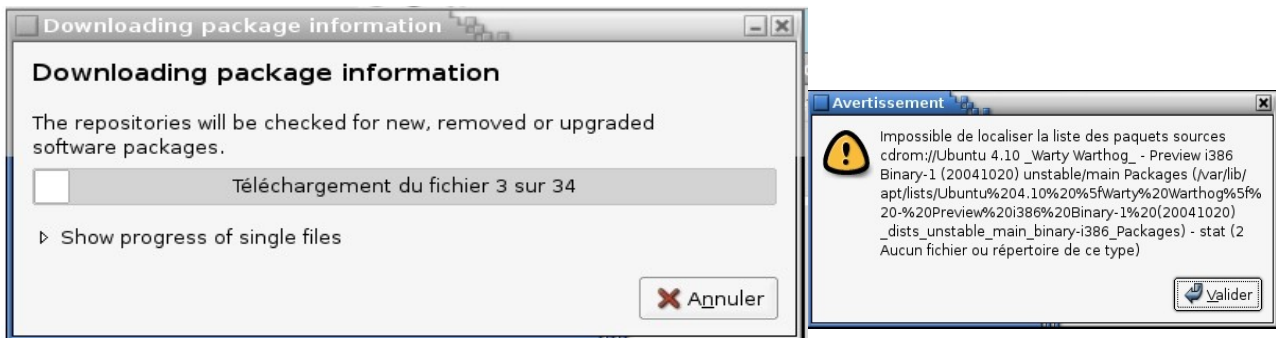 Downloading package information
Downloading package information
The repositories will be checked for new, removed or upgraded
software packages.
Téléchargement du fichier 3 sur 34
Show progress of single files
Annuler
Avertissement
Impossible de localiser la liste des paquets sources
cdrom://Ubuntu 4.10 _Warty Warthog_ - Preview i386
Binary-1 (20041020) unstable/main Packages (/var/lib/
apt/lists/Ubuntu%204.10%20%5fWarty%20Warthog%5f%
20-%20Preview%20i386%20Binary-1%20(20041020)
_dists_unstable_main_binary-i386_Packages) - stat (2
Aucun fichier ou répertoire de ce type)
Valider